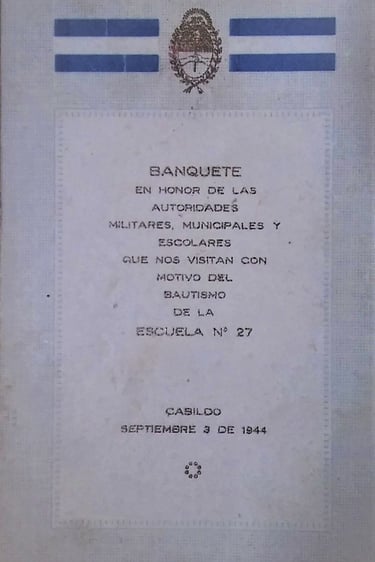 BANQUETE
EN HONOR DE LAS
AUTORIDADES
MILITARES, MUNICIPALES Y
ESCOLARES
QUE NOS VISITAN CON
MOTIVO DEL
BAUTISMO
DE LA
ESCUELA Nº 27
CABILDO
SEPTIEMBRE 3 DE 1944